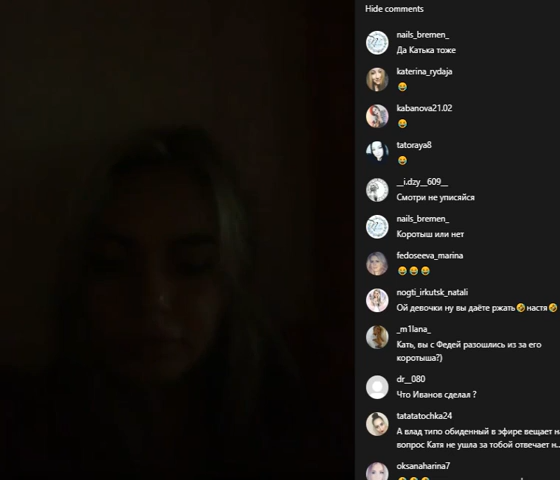 Hide comments
nails_bremen_
Да Катька тоже
katerina_rydaja
kabanova21.02
tatoraya8
__i.dzy__609__
Смотри не уписяйся
nails_bremen_
Коротыш или нет
fedoseeva_marina
nogti_irkutsk_natali
Ой девочки ну вы даёте ржать🤣настя🤣
_m1lana_
Кать, вы с Федей разошлись из за его
коротыша?)
dr__080
Что Иванов сделал ?
tatatatochka24
А влад типо обиденный в эфире вещает
вопрос Катя не ушла за тобой отвечает н...
oksanaharina7